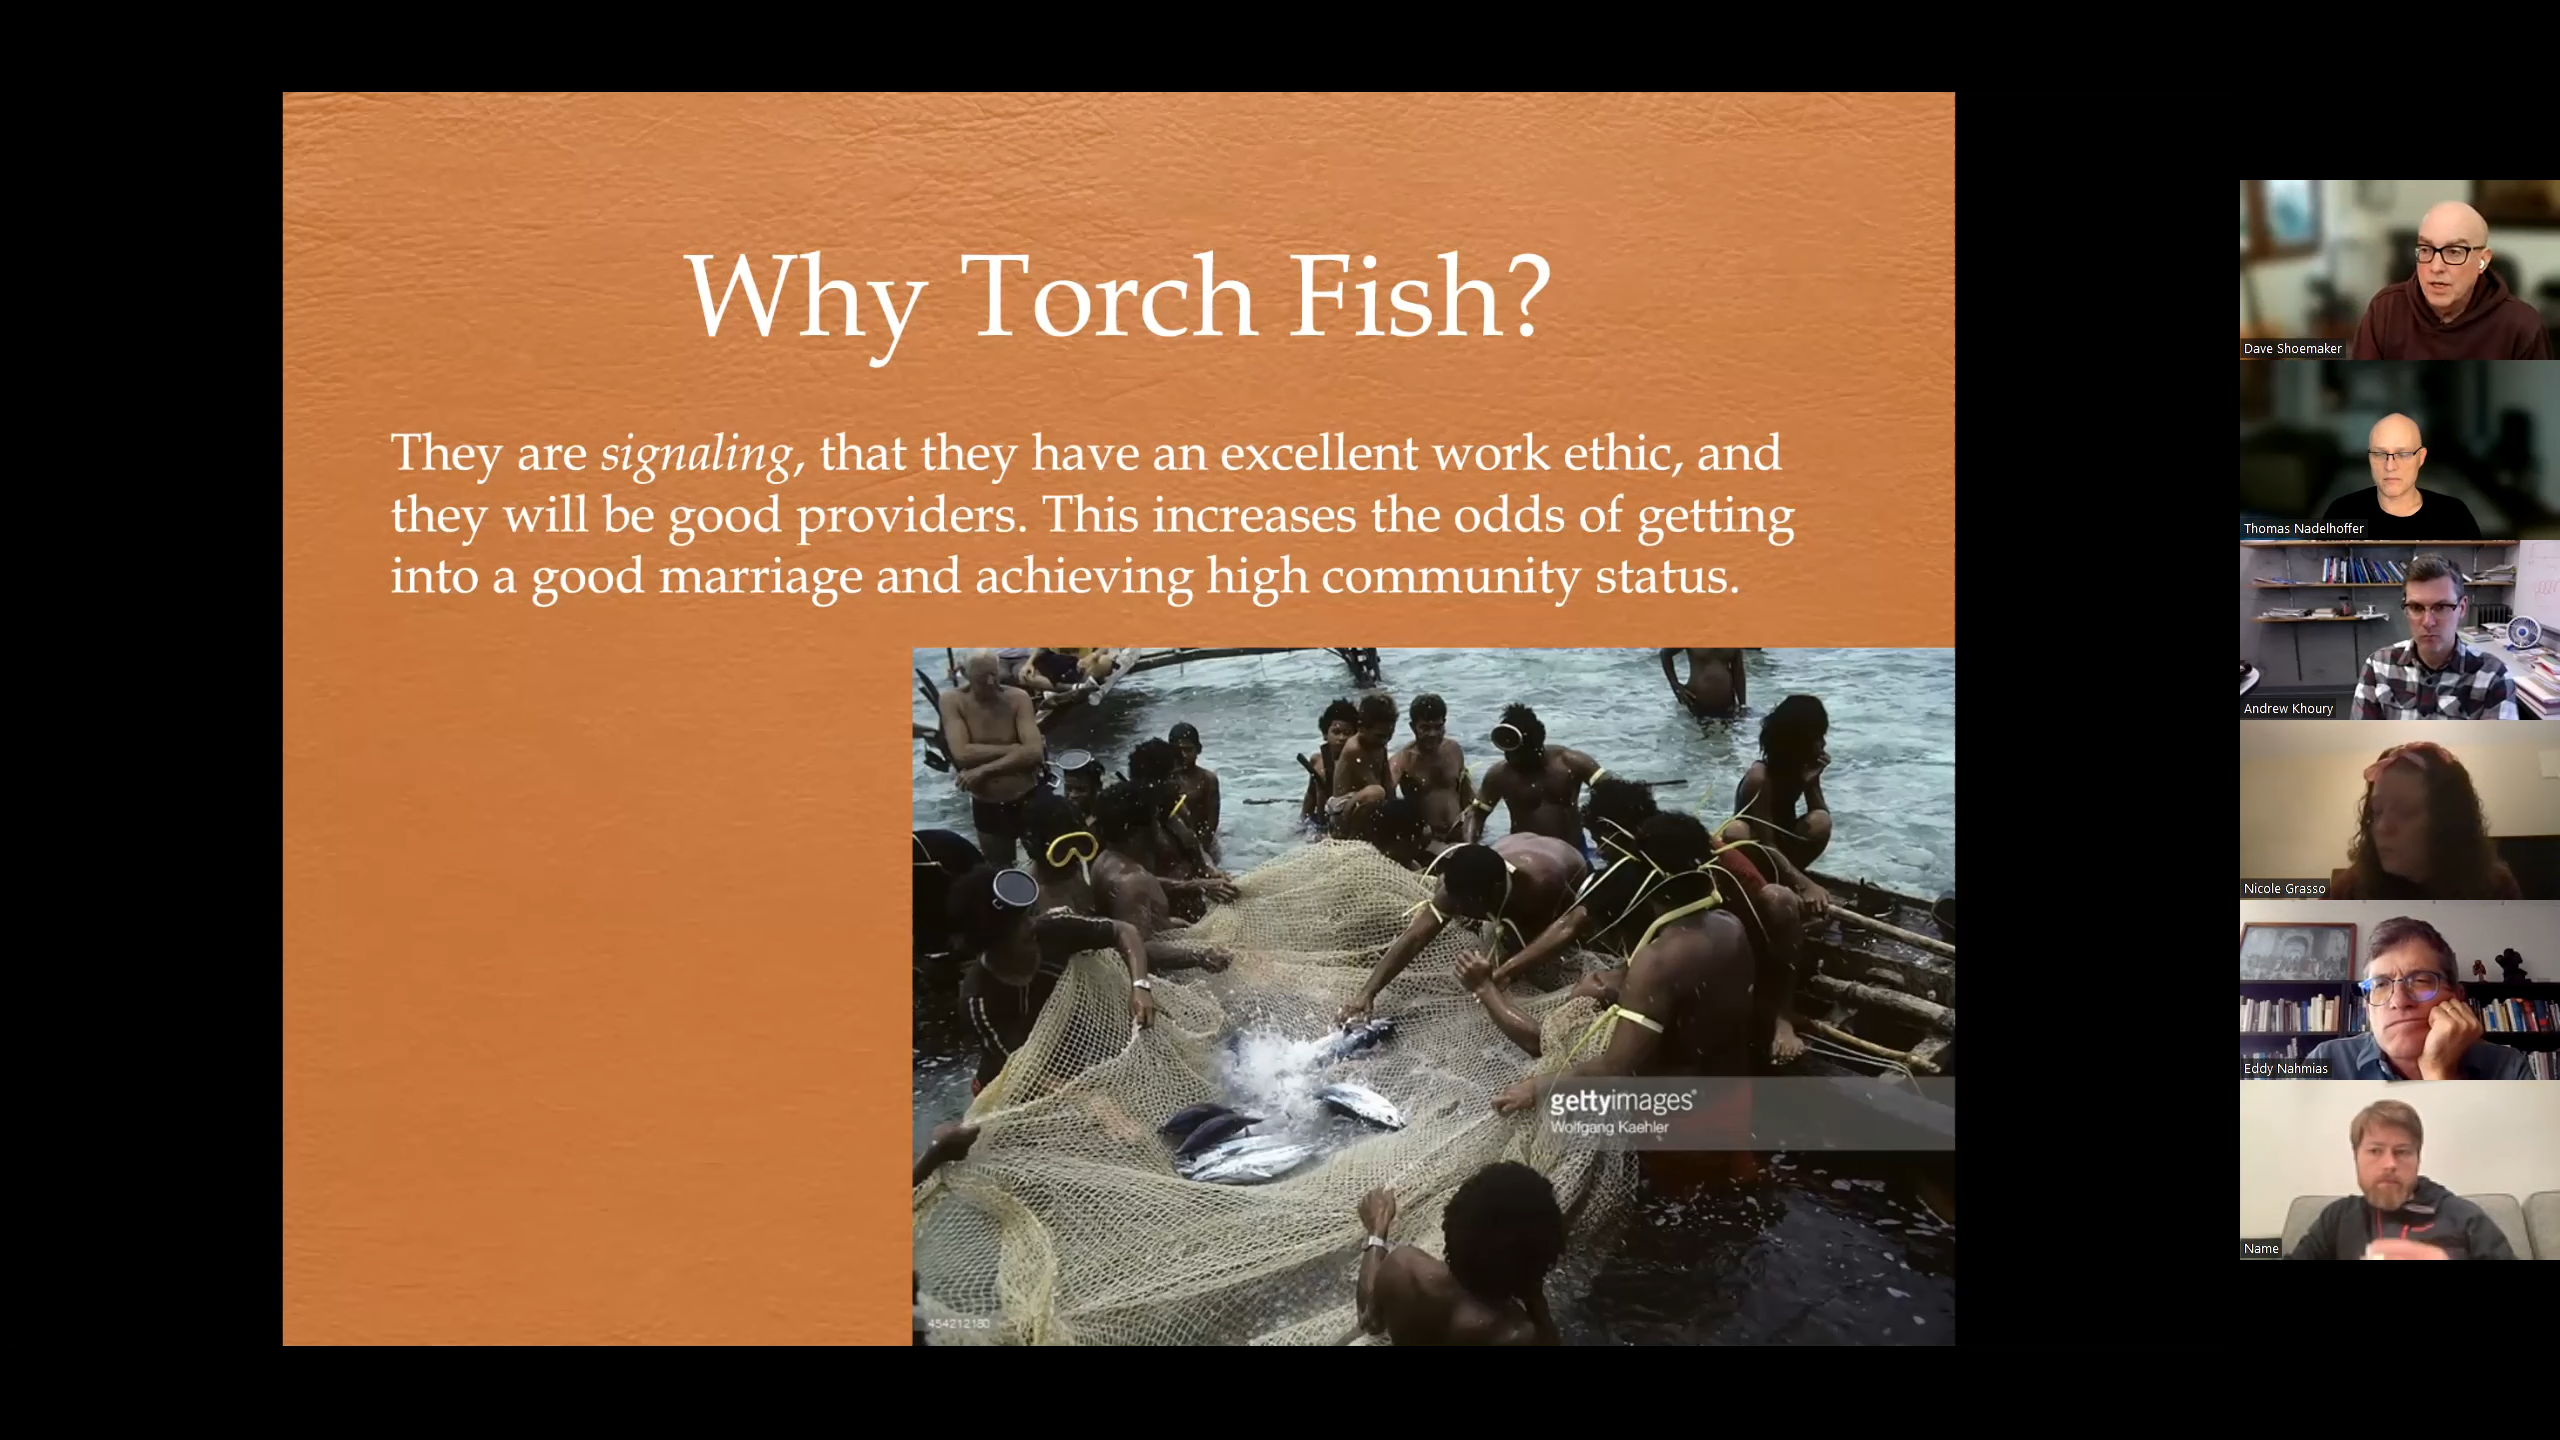 Why Torch Fish?
They are signaling, that they have an excellent work ethic, and
they will be good providers. This increases the odds of getting
into a good marriage and achieving high community status.
gettyimages®
Wolfgang Kaehler
454212180
Dave Shoemaker
Thomas Nadelhoffer
Andrew Khoury
Nicole Grasso
Eddy Nahmias
Name